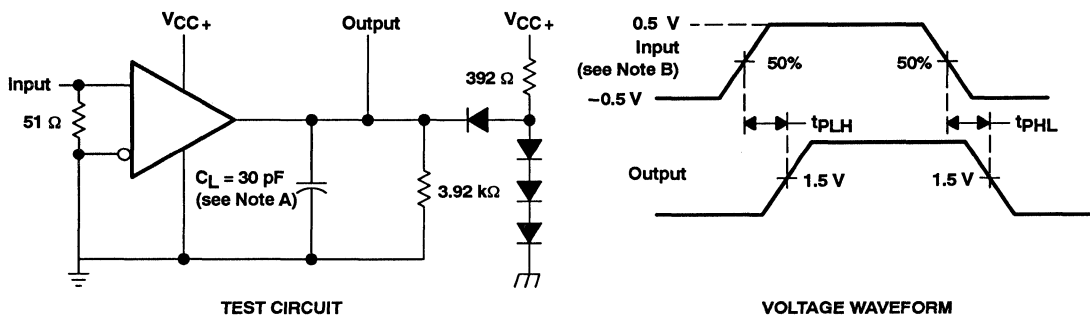 VCC+
Output
VCC+
Input
51 Ω
392 Ω
CL = 30 pF
(see Note A)
3.92 kΩ
TEST CIRCUIT
0.5 V
Input
(see Note B)
−0.5 V
50%
50%
tPLH
tPHL
Output
1.5 V
1.5 V
VOLTAGE WAVEFORM